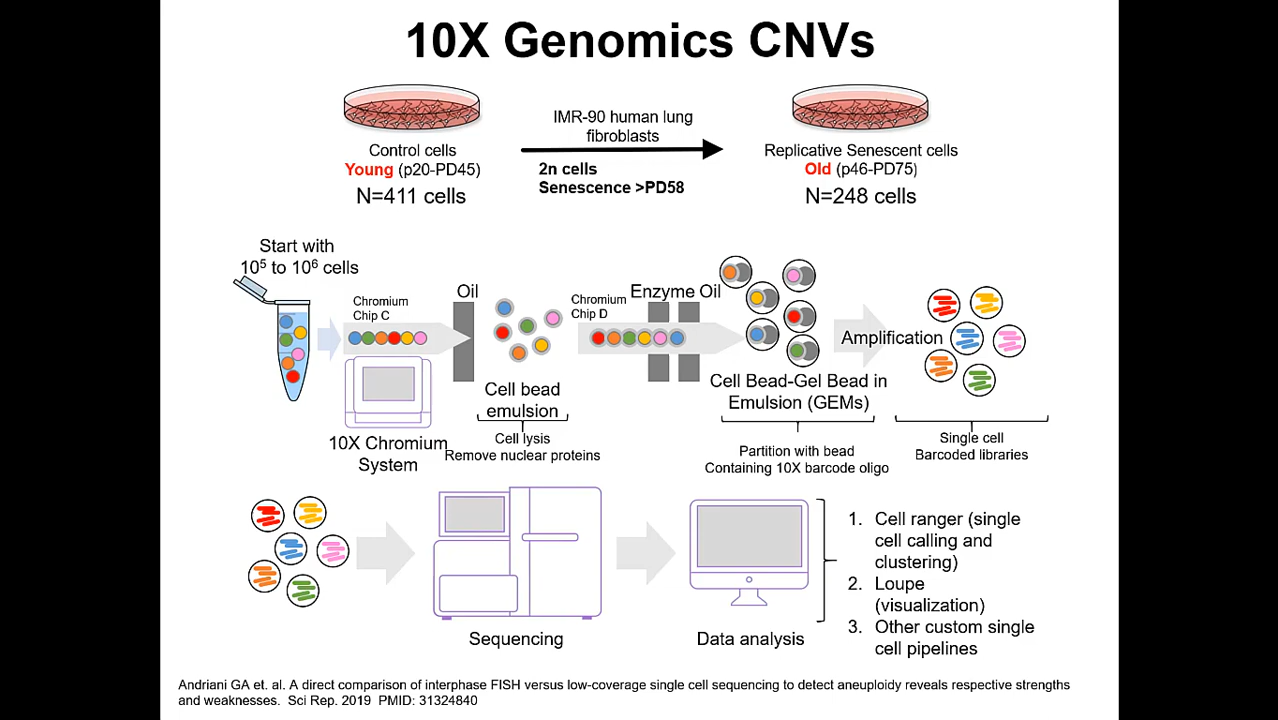 10X Genomics CNVs
Control cells
Young (p20-PD45)
N=411 cells
IMR-90 human lung
fibroblasts
2n cells
Senescence >PD58
Replicative Senescent cells
Old (p46-PD75)
N=248 cells
Start with
10⁵ to 10⁶ cells
Chromium
Chip C
10X Chromium
System
Oil
Cell bead
emulsion
Cell lysis
Remove nuclear proteins
Chromium
Chip D
Enzyme Oil
Cell Bead-Gel Bead in
Emulsion (GEMs)
Partition with bead
Containing 10X barcode oligo
Amplification
Single cell
Barcoded libraries
Sequencing
Data analysis
1. Cell ranger (single
cell calling and
clustering)
2. Loupe
(visualization)
3. Other custom single
cell pipelines
Andriani GA et. al. A direct comparison of interphase FISH versus low-coverage single cell sequencing to detect aneuploidy reveals respective strengths
and weaknesses. Sci Rep. 2019 PMID: 31324840